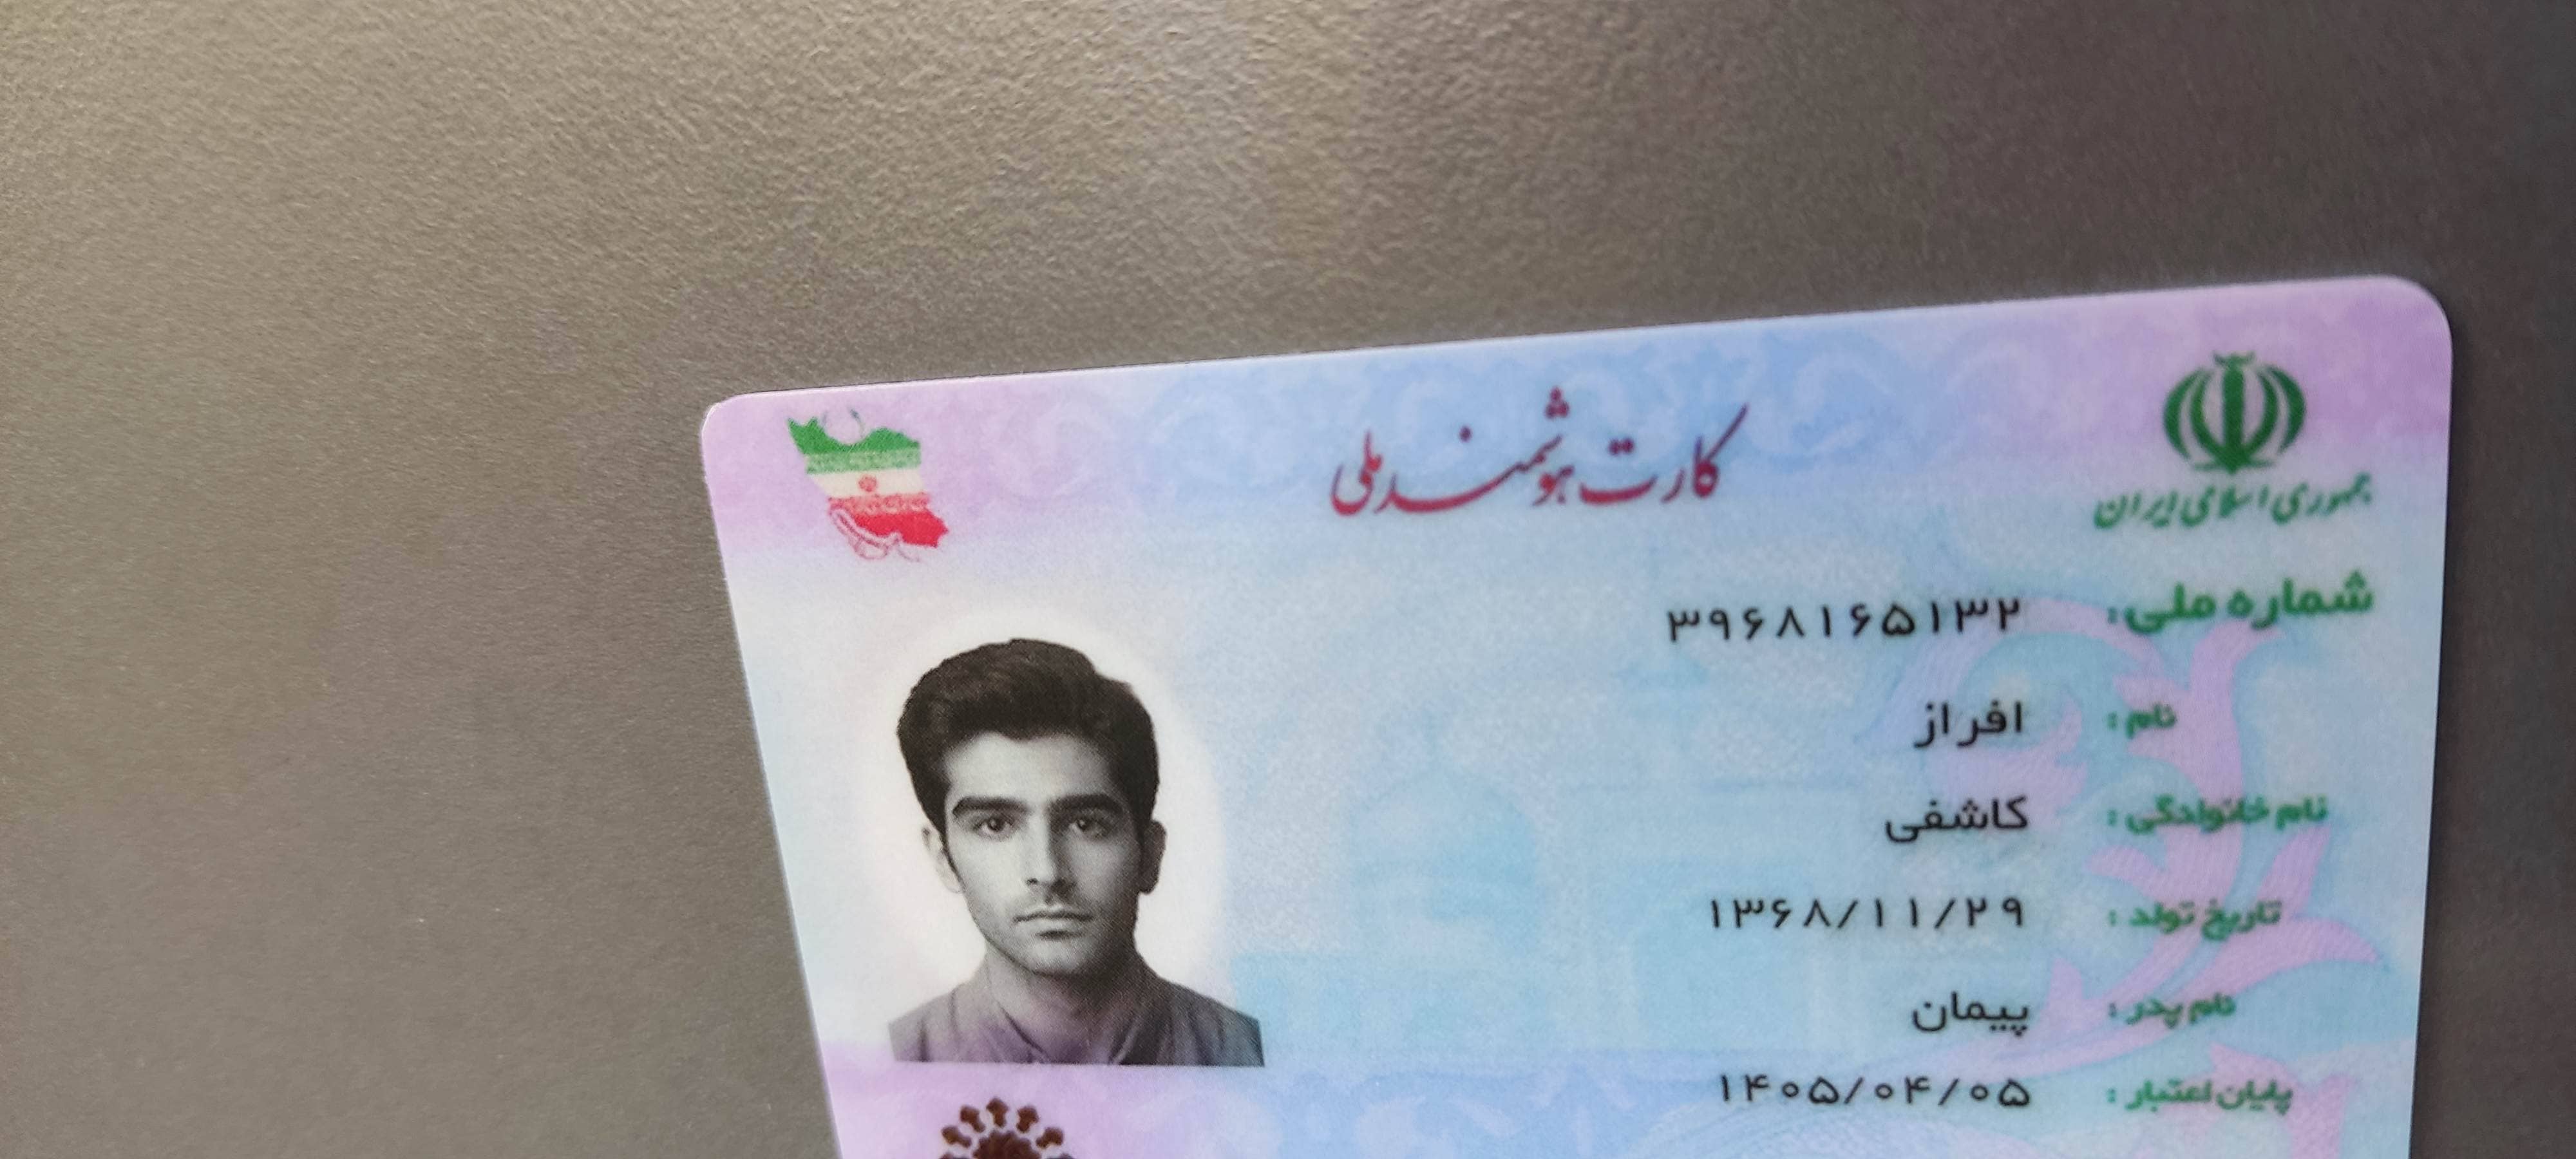 جمهوری اسلامی ایران
کارت هوشمند ملی
شماره ملی: ۳۹۶۸۱۶۵۱۳۲
نام: افراز
نام خانوادگی: کاشفی
تاریخ تولد: ۱۳۶۸/۱۱/۲۹
نام پدر: پیمان
پایان اعتبار: ۱۴۰۵/۰۴/۰۵